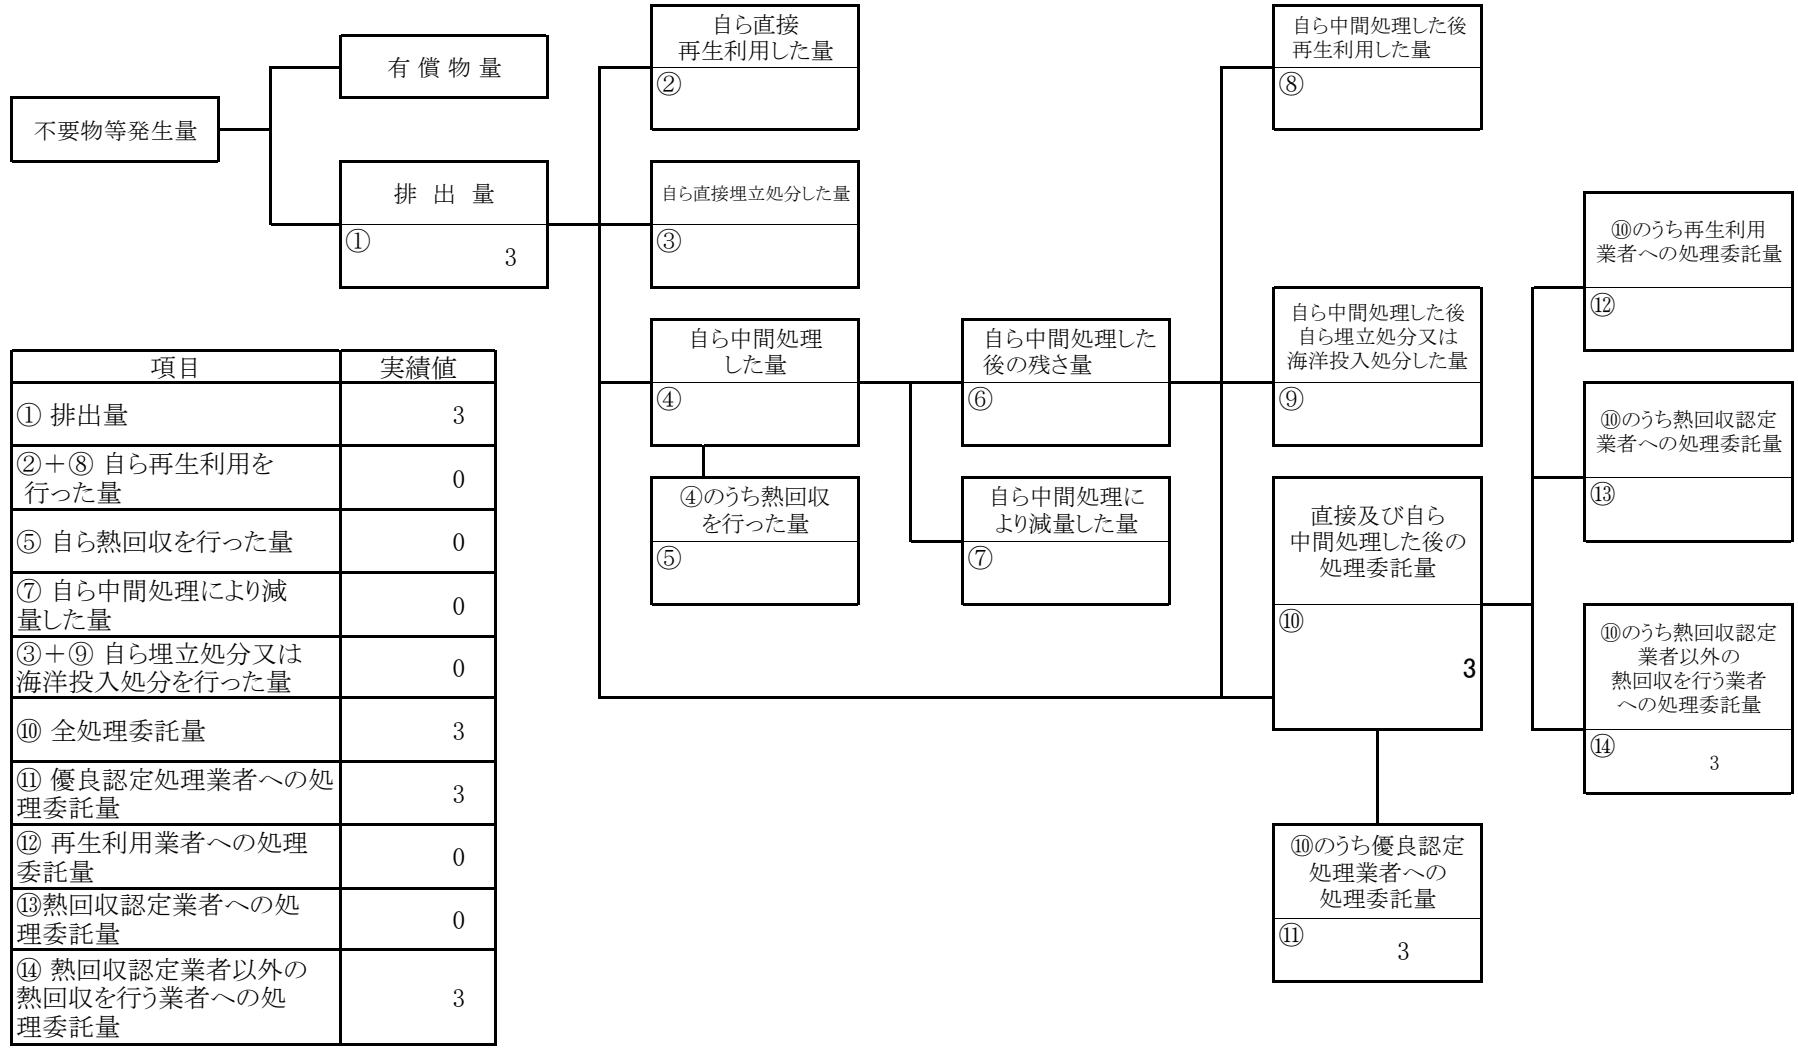 不要物等発生量
有 償 物 量
排 出 量
①
3
自ら直接
再生利用した量
②
自ら直接埋立処分した量
③
自ら中間処理
した量
④
④のうち熱回収
を行った量
⑤
自ら中間処理した
後の残さ量
⑥
自ら中間処理に
より減量した量
⑦
自ら中間処理した後
再生利用した量
⑧
自ら中間処理した後
自ら埋立処分又は
海洋投入処分した量
⑨
直接及び自ら
中間処理した後の
処理委託量
⑩
3
⑩のうち優良認定
処理業者への
処理委託量
⑪
3
⑩のうち再生利用
業者への処理委託量
⑫
⑩のうち熱回収認定
業者への処理委託量
⑬
⑩のうち熱回収認定
業者以外の
熱回収を行う業者
への処理委託量
⑭
3
項目 実績値
① 排出量 3
②＋⑧ 自ら再生利用を
行った量 0
⑤ 自ら熱回収を行った量 0
⑦ 自ら中間処理により減
量した量 0
③＋⑨ 自ら埋立処分又は
海洋投入処分を行った量 0
⑩ 全処理委託量 3
⑪ 優良認定処理業者への処
理委託量 3
⑫ 再生利用業者への処理
委託量 0
⑬熱回収認定業者への処
理委託量 0
⑭ 熱回収認定業者以外の
熱回収を行う業者への処
理委託量 3